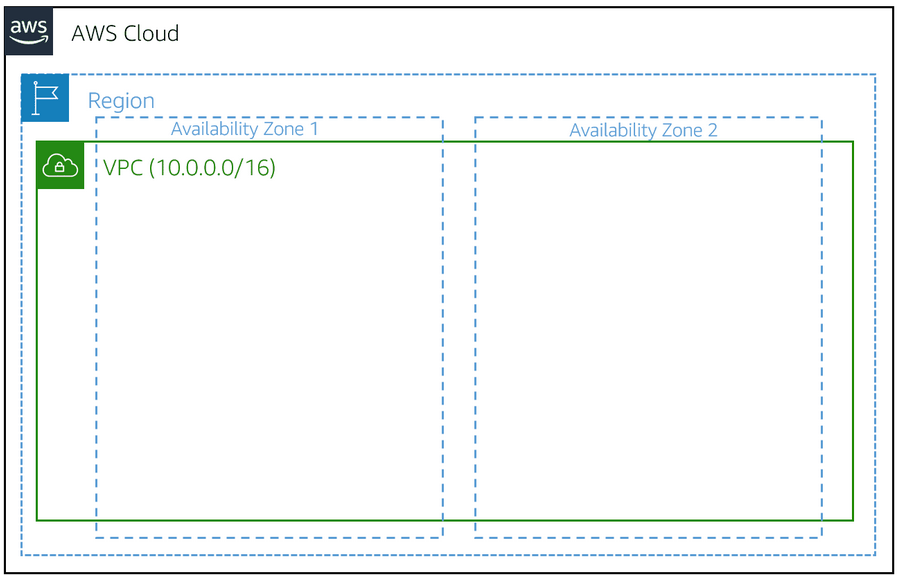 aws
AWS Cloud
Region
Availability Zone 1
Availability Zone 2
VPC (10.0.0.0/16)